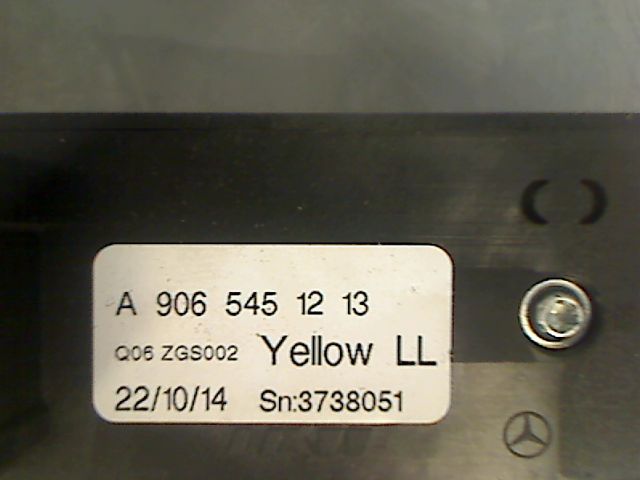 A 906 545 12 13
Q06 ZGS002 Yellow LL
22/10/14 Sn:3738051